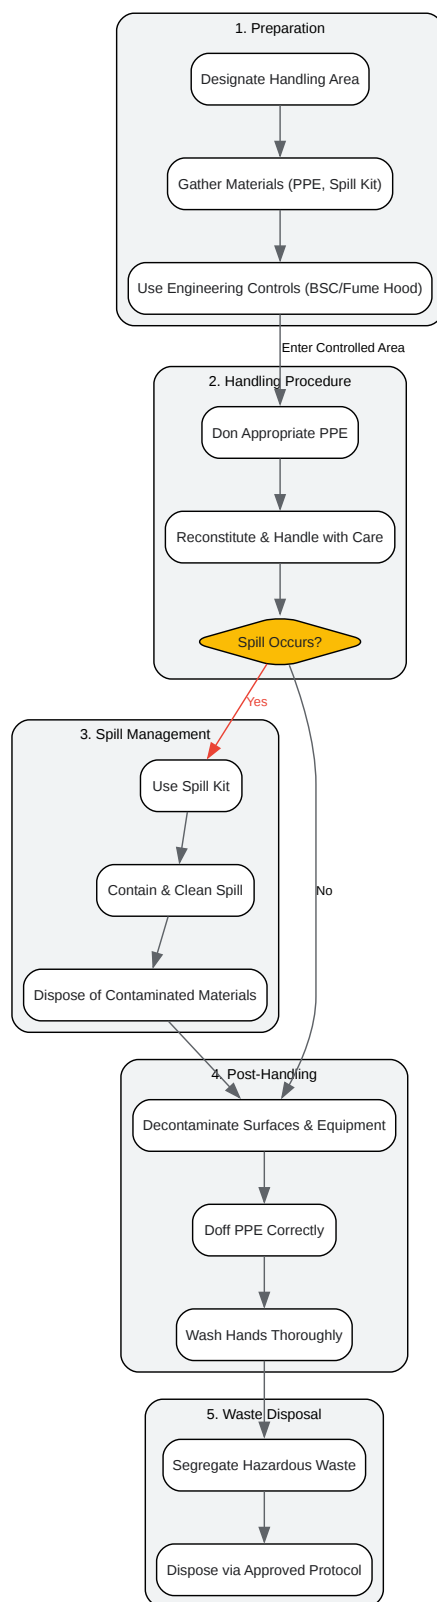 1. Preparation
Designate Handling Area
Gather Materials (PPE, Spill Kit)
Use Engineering Controls (BSC/Fume Hood)
Enter Controlled Area
2. Handling Procedure
Don Appropriate PPE
Reconstitute & Handle with Care
Spill Occurs?
Yes
3. Spill Management
Use Spill Kit
Contain & Clean Spill
No
Dispose of Contaminated Materials
4. Post-Handling
Decontaminate Surfaces & Equipment
Doff PPE Correctly
Wash Hands Thoroughly
5. Waste Disposal
Segregate Hazardous Waste
Dispose via Approved Protocol